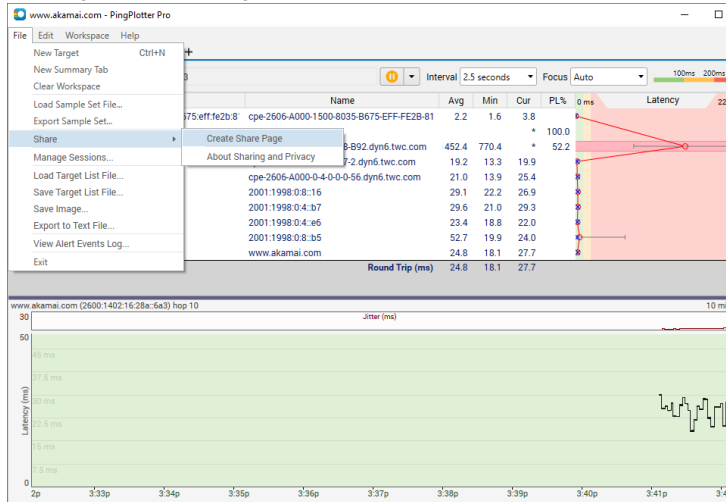 www.akamai.com - PingPlotter Pro
File Edit Workspace Help
New Target Ctrl+N
New Summary Tab
Clear Workspace
Load Sample Set File...
Export Sample Set...
Share
Manage Sessions...
Load Target List File...
Save Target List File...
Save Image...
Export to Text File...
View Alert Events Log...
Exit
Create Share Page
About Sharing and Privacy
+
3 Interval 2.5 seconds Focus Auto 100ms 200ms
Name Avg Min Cur PL% 0 ms Latency 22
675:eff:fe2b:8 cpe-2606-A000-1500-8035-B675-EFF-FE2B-81 2.2 1.6 3.8
* 100.0
8-B92.dyn6.twc.com 452.4 770.4 * 52.2
7-2.dyn6.twc.com 19.2 13.3 19.9
cpe-2606-A000-0-4-0-0-0-56.dyn6.twc.com 21.0 13.9 25.4
2001:1998:0:8::16 29.1 22.2 26.9
2001:1998:0:4::b7 29.6 21.0 29.3
2001:1998:0:4::e6 23.4 18.8 22.0
2001:1998:0:8::b5 52.7 19.9 24.0
www.akamai.com 24.8 18.1 27.7
Round Trip (ms) 24.8 18.1 27.7
www.akamai.com (2600:1402:16:28a::6a3) hop 10 10 mi
30 Jitter (ms)
50
45 ms
37.5 ms
30 ms
22.5 ms
15 ms
7.5 ms
0
Latency (ms)
2p 3:33p 3:34p 3:35p 3:36p 3:37p 3:38p 3:39p 3:40p 3:41p 3:4